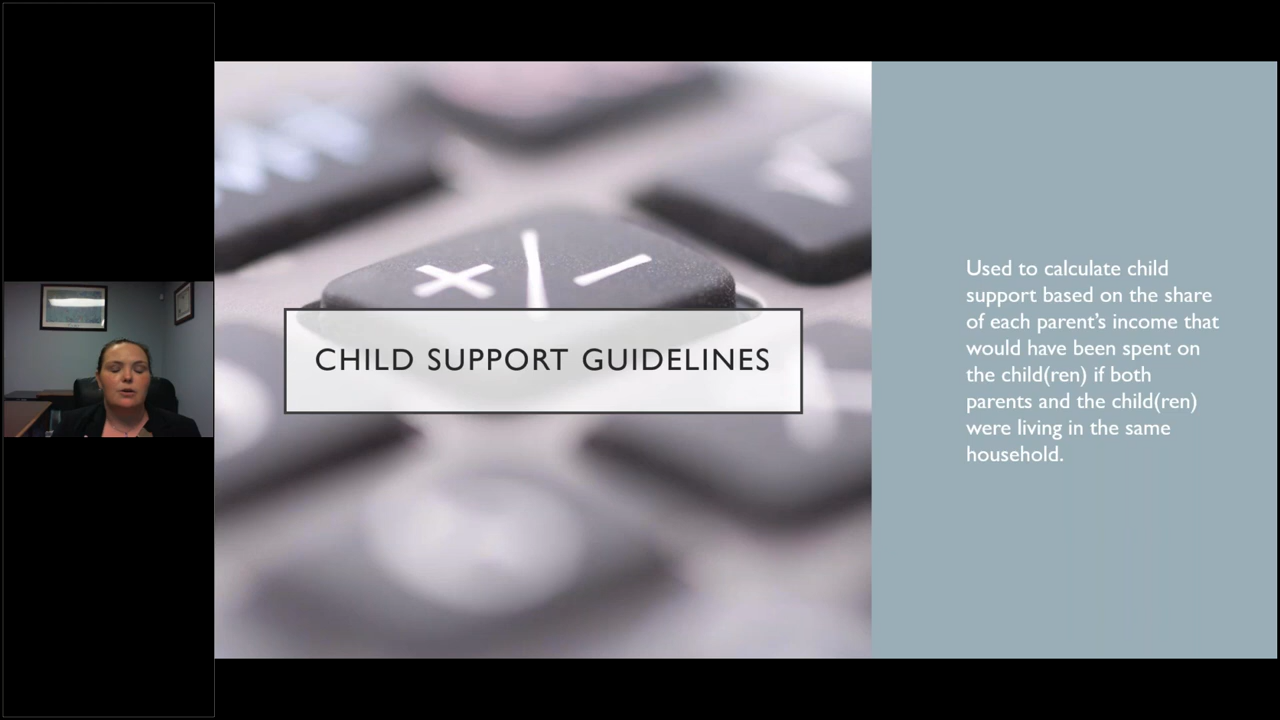 CHILD SUPPORT GUIDELINES
Used to calculate child
support based on the share
of each parent’s income that
would have been spent on
the child(ren) if both
parents and the child(ren)
were living in the same
household.